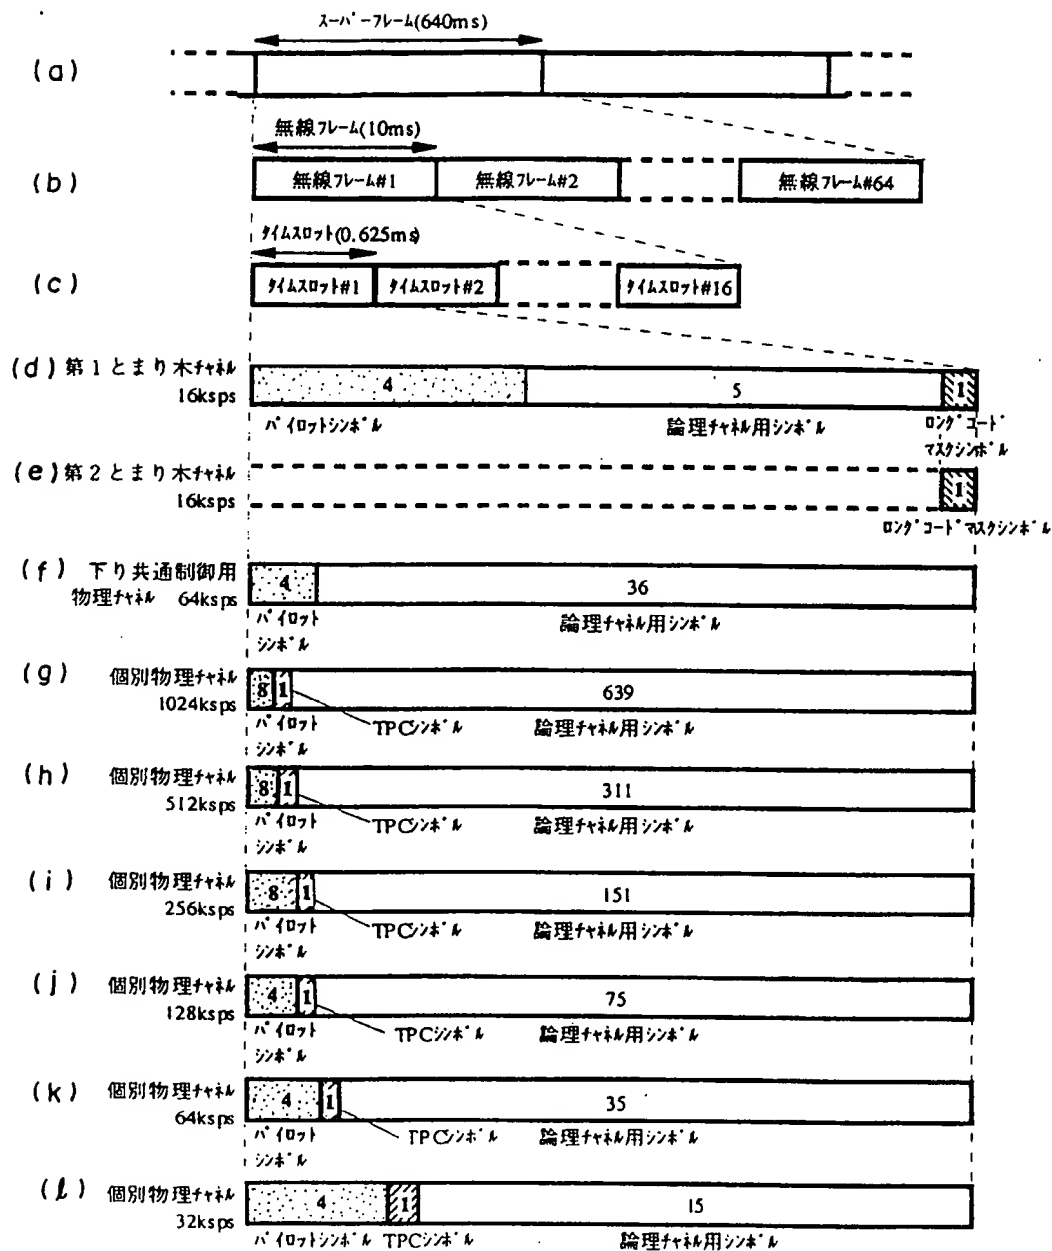 スーパーフレーム(640ms)
(a)
無線フレーム(10ms)
(b) 無線フレーム#1 無線フレーム#2 無線フレーム#64
タイムスロット(0.625ms)
(c) タイムスロット#1 タイムスロット#2 タイムスロット#16
(d) 第1とまり木チャネル 4 5 1
16ksps
パイロットシンボル 論理チャネル用シンボル ロングコード
マスクシンボル
(e) 第2とまり木チャネル 1
16ksps
ロングコードマスクシンボル
(f) 下り共通制御用 4 36
物理チャネル 64ksps
パイロット 論理チャネル用シンボル
シンボル
(g) 個別物理チャネル 8 1 639
1024ksps
パイロット TPCシンボル 論理チャネル用シンボル
シンボル
(h) 個別物理チャネル 8 1 311
512ksps
パイロット TPCシンボル 論理チャネル用シンボル
シンボル
(i) 個別物理チャネル 8 1 151
256ksps
パイロット TPCシンボル 論理チャネル用シンボル
シンボル
(j) 個別物理チャネル 4 1 75
128ksps
パイロット TPCシンボル 論理チャネル用シンボル
シンボル
(k) 個別物理チャネル 4 1 35
64ksps
パイロット TPCシンボル 論理チャネル用シンボル
シンボル
(l) 個別物理チャネル 4 1 15
32ksps
パイロットシンボル TPCシンボル 論理チャネル用シンボル